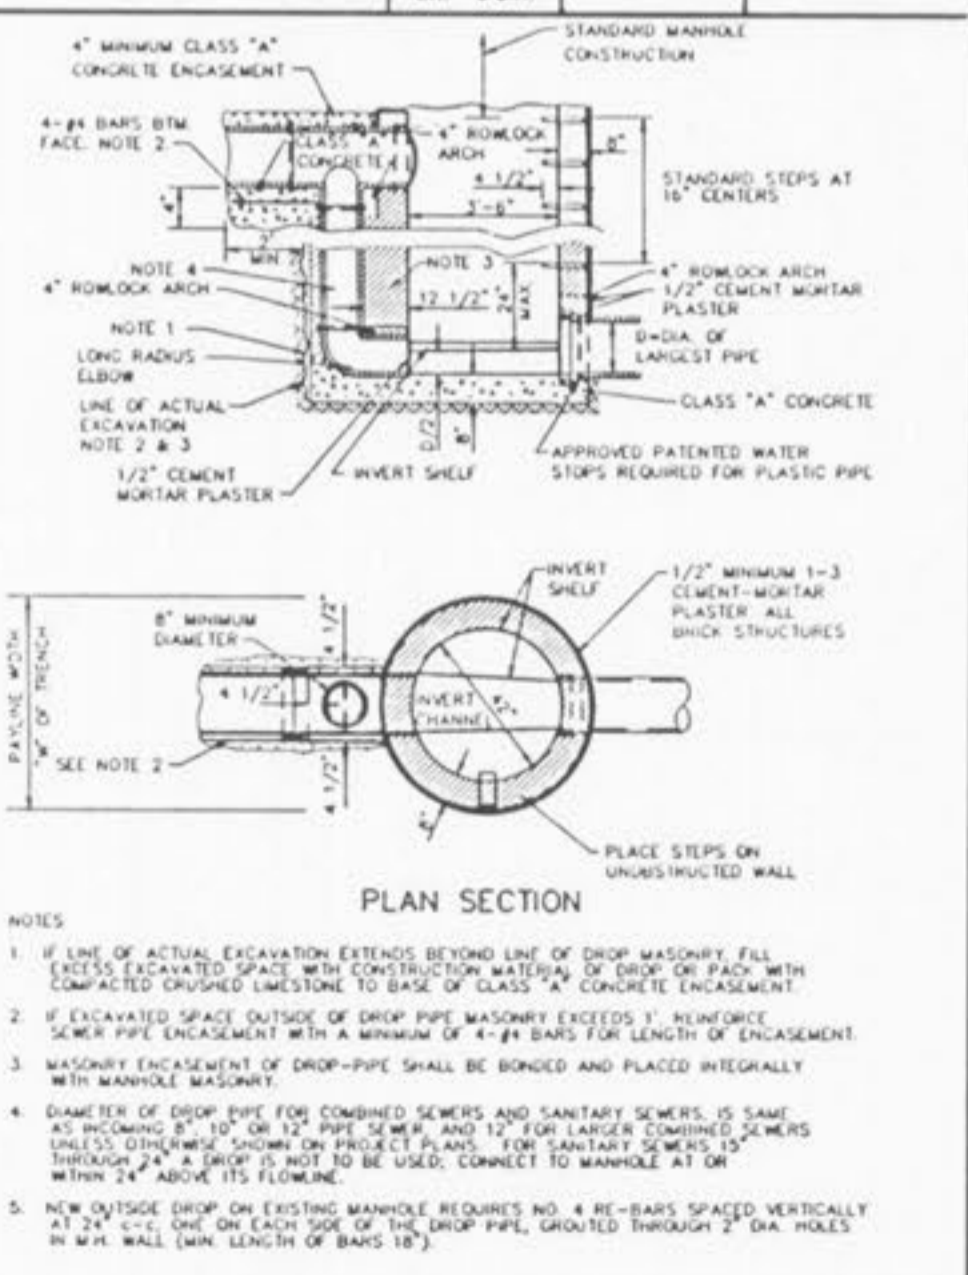 STANDARD MANHOLE
CONSTRUCTION
4" MINIMUM CLASS "A"
CONCRETE ENCASEMENT
4-#4 BARS BTM.
FACE. NOTE 2
CLASS "A"
CONCRETE
4" ROWLOCK
ARCH
8"
4 1/2"
3'-6"
STANDARD STEPS AT
16" CENTERS
4"
2'
MIN
NOTE 4
4" ROWLOCK ARCH
NOTE 3
12 1/2"
24"
MAX
4" ROWLOCK ARCH
1/2" CEMENT MORTAR
PLASTER
NOTE 1
LONG RADIUS
ELBOW
D=DIA. OF
LARGEST PIPE
LINE OF ACTUAL
EXCAVATION
NOTE 2 & 3
CLASS "A" CONCRETE
D/2
8"
1/2" CEMENT
MORTAR PLASTER
INVERT SHELF
APPROVED PATENTED WATER
STOPS REQUIRED FOR PLASTIC PIPE
INVERT
SHELF
1/2" MINIMUM 1-3
CEMENT-MORTAR
PLASTER ALL
BRICK STRUCTURES
PAYLINE WIDTH
"W" OF TRENCH
8" MINIMUM
DIAMETER
4 1/2"
4 1/2"
INVERT
CHANNEL
SEE NOTE 2
4 1/2"
8"
PLACE STEPS ON
UNOBSTRUCTED WALL
PLAN SECTION
NOTES
1. IF LINE OF ACTUAL EXCAVATION EXTENDS BEYOND LINE OF DROP MASONRY, FILL
EXCESS EXCAVATED SPACE WITH CONSTRUCTION MATERIAL OF DROP OR PACK WITH
COMPACTED CRUSHED LIMESTONE TO BASE OF CLASS "A" CONCRETE ENCASEMENT.
2. IF EXCAVATED SPACE OUTSIDE OF DROP PIPE MASONRY EXCEEDS 1', REINFORCE
SEWER PIPE ENCASEMENT WITH A MINIMUM OF 4-#4 BARS FOR LENGTH OF ENCASEMENT.
3. MASONRY ENCASEMENT OF DROP-PIPE SHALL BE BONDED AND PLACED INTEGRALLY
WITH MANHOLE MASONRY.
4. DIAMETER OF DROP PIPE FOR COMBINED SEWERS AND SANITARY SEWERS, IS SAME
AS INCOMING 8", 10" OR 12" PIPE SEWER, AND 12" FOR LARGER COMBINED SEWERS
UNLESS OTHERWISE SHOWN ON PROJECT PLANS. FOR SANITARY SEWERS 15"
THROUGH 24" A DROP IS NOT TO BE USED; CONNECT TO MANHOLE AT OR
WITHIN 24" ABOVE ITS FLOWLINE.
5. NEW OUTSIDE DROP ON EXISTING MANHOLE REQUIRES NO. 4 RE-BARS SPACED VERTICALLY
AT 24" c-c, ONE ON EACH SIDE OF THE DROP PIPE, GROUTED THROUGH 2" DIA. HOLES
IN M.H. WALL (MIN. LENGTH OF BARS 18").